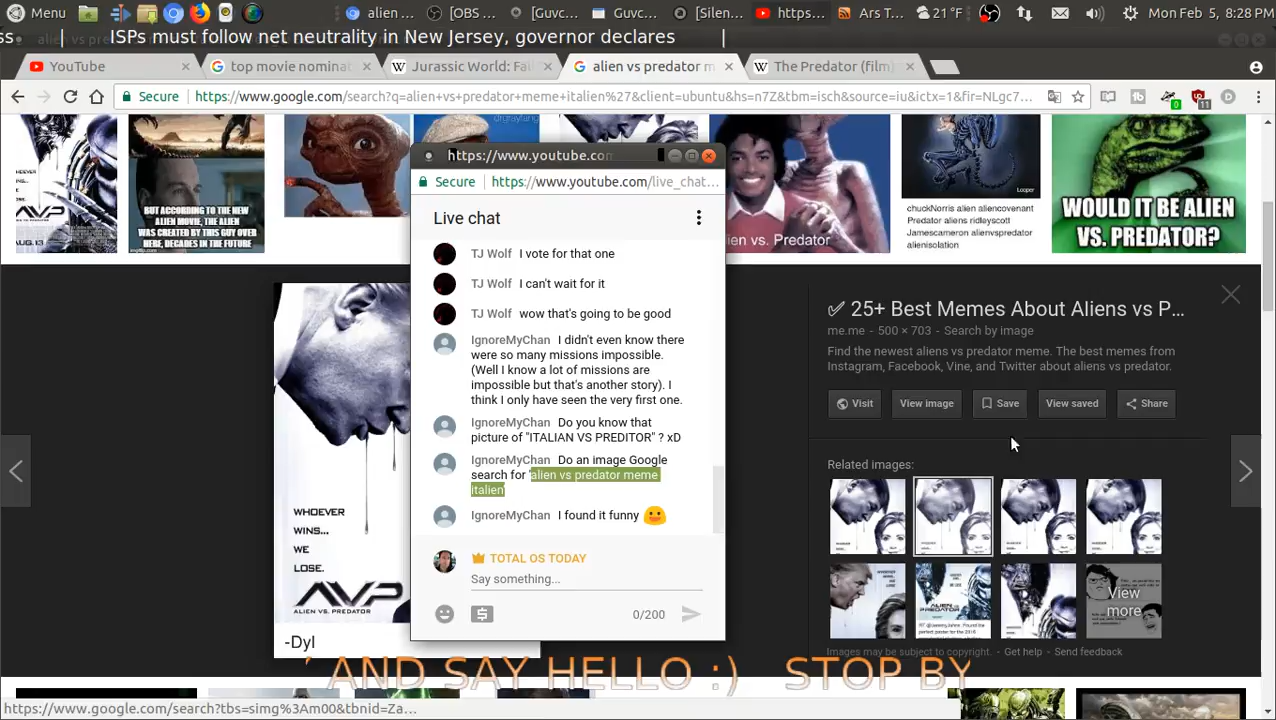 Menu
alien
[OBS
[Guvc
Guvc
[Silen
https
Ars T
21 °F
Mon Feb 5, 8:28 PM
ISPs must follow net neutrality in New Jersey, governor declares
YouTube
top movie nominat
Jurassic World: Fal
alien vs predator m
The Predator (film)
Secure
https://www.google.com/search?q=alien+vs+predator+meme+italien%27&client=ubuntu&hs=n7Z&tbm=isch&source=iu&ictx=1&fir=NLgc7...
0
11
BUT ACCORDING TO THE NEW
ALIEN MOVIE, THE ALIEN
WAS CREATED BY THIS GUY OVER
HERE, DECADES IN THE FUTURE
drgrayfang
lien vs. Predator
Looper
chuckNorris alien aliencovenant
Predator aliens ridleyscott
Jamescameron alienvspredator
alienisolation
WOULD IT BE ALIEN
VS. PREDATOR?
https://www.youtube.con
Secure
https://www.youtube.com/live_chat...
Live chat
TJ Wolf I vote for that one
TJ Wolf I can't wait for it
TJ Wolf wow that's going to be good
IgnoreMyChan I didn't even know there
were so many missions impossible.
(Well I know a lot of missions are
impossible but that's another story). I
think I only have seen the very first one.
IgnoreMyChan Do you know that
picture of "ITALIAN VS PREDITOR" ? xD
IgnoreMyChan Do an image Google
search for 'alien vs predator meme
italien'
IgnoreMyChan I found it funny
TOTAL OS TODAY
Say something...
0/200
WHOEVER
WINS...
WE
LOSE.
AVP
ALIEN VS. PREDATOR
-Dyl
✅ 25+ Best Memes About Aliens vs P...
me.me - 500 × 703 - Search by image
Find the newest aliens vs predator meme. The best memes from
Instagram, Facebook, Vine, and Twitter about aliens vs predator.
Visit
View image
Save
View saved
Share
Related images:
View
more
Images may be subject to copyright.
Get help - Send feedback
AND SAY HELLO :) STOP BY
https://www.google.com/search?tbs=simg%3Am00&tbnid=Za...